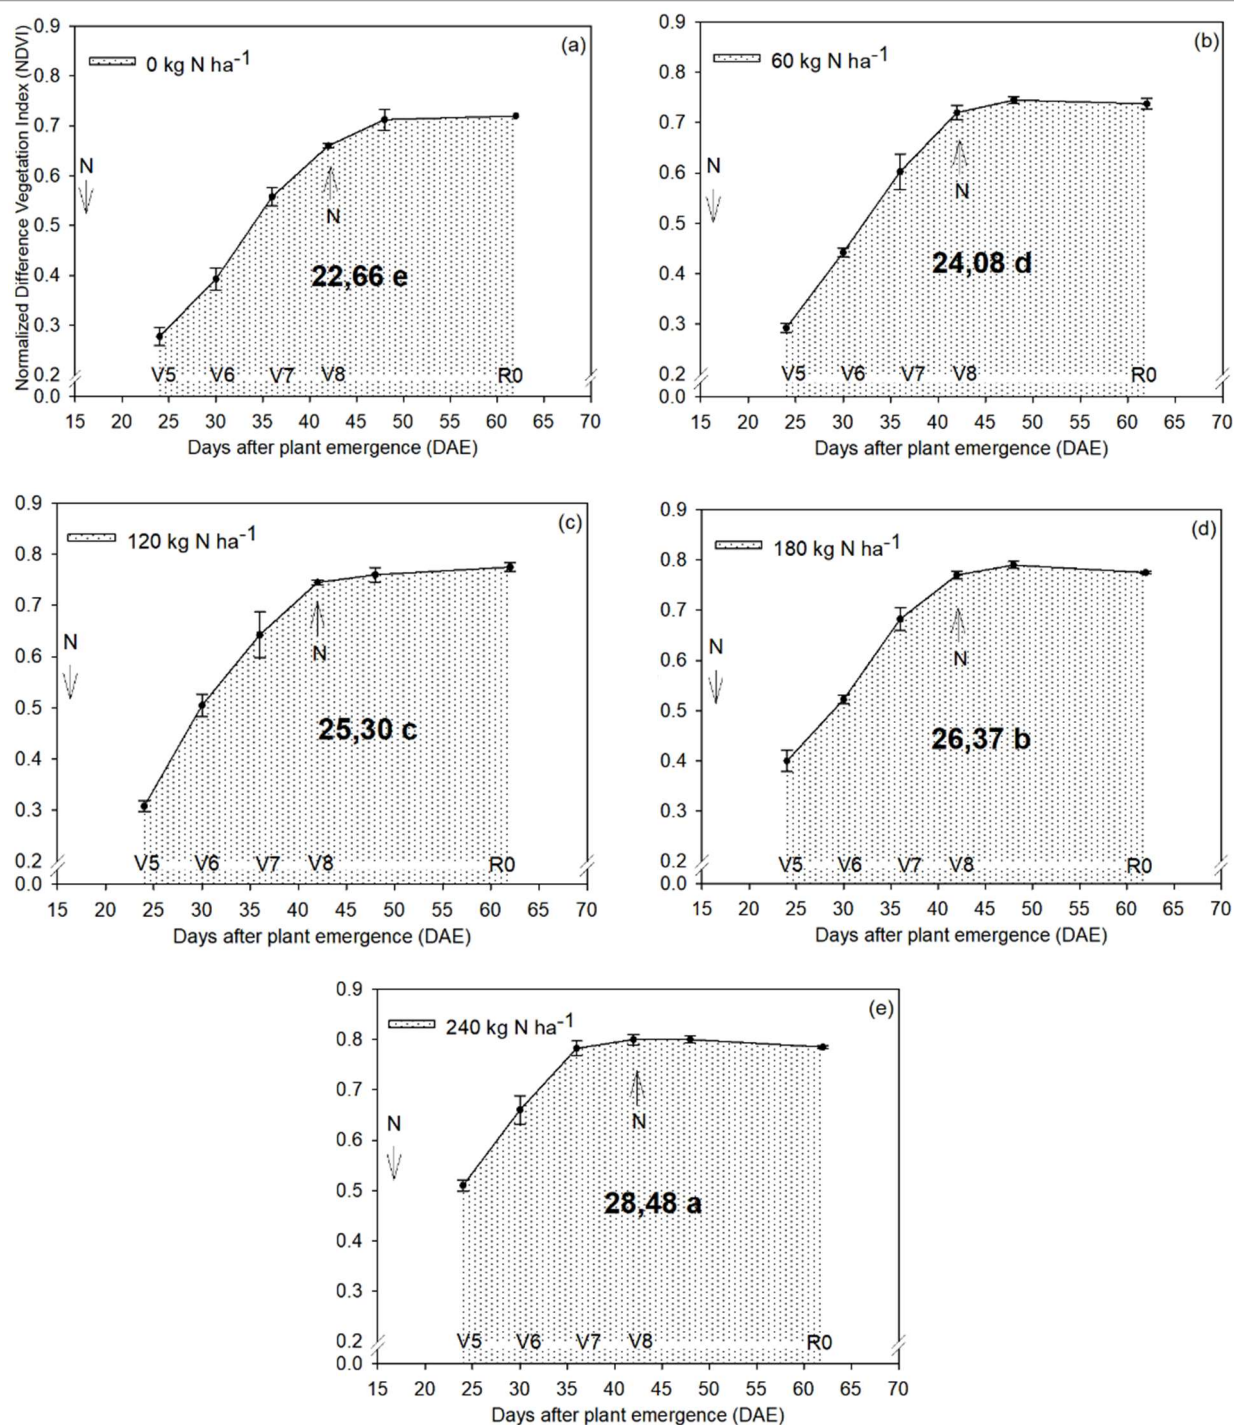 Normalized Difference Vegetation Index (NDVI)
0.9
0.8
0.7
0.6
0.5
0.4
0.3
0.2
0.0
0 kg N ha-1
(a)
N
N
22,66 e
V5 V6 V7 V8 R0
15 20 25 30 35 40 45 50 55 60 65 70
Days after plant emergence (DAE)
0.9
0.8
0.7
0.6
0.5
0.4
0.3
0.2
0.0
60 kg N ha-1
(b)
N
N
24,08 d
V5 V6 V7 V8 R0
15 20 25 30 35 40 45 50 55 60 65 70
Days after plant emergence (DAE)
0.9
0.8
0.7
0.6
0.5
0.4
0.3
0.2
0.0
120 kg N ha-1
(c)
N
N
25,30 c
V5 V6 V7 V8 R0
15 20 25 30 35 40 45 50 55 60 65 70
Days after plant emergence (DAE)
0.9
0.8
0.7
0.6
0.5
0.4
0.3
0.2
0.0
180 kg N ha-1
(d)
N
N
26,37 b
V5 V6 V7 V8 R0
15 20 25 30 35 40 45 50 55 60 65 70
Days after plant emergence (DAE)
0.9
0.8
0.7
0.6
0.5
0.4
0.3
0.2
0.0
240 kg N ha-1
(e)
N
N
28,48 a
V5 V6 V7 V8 R0
15 20 25 30 35 40 45 50 55 60 65 70
Days after plant emergence (DAE)